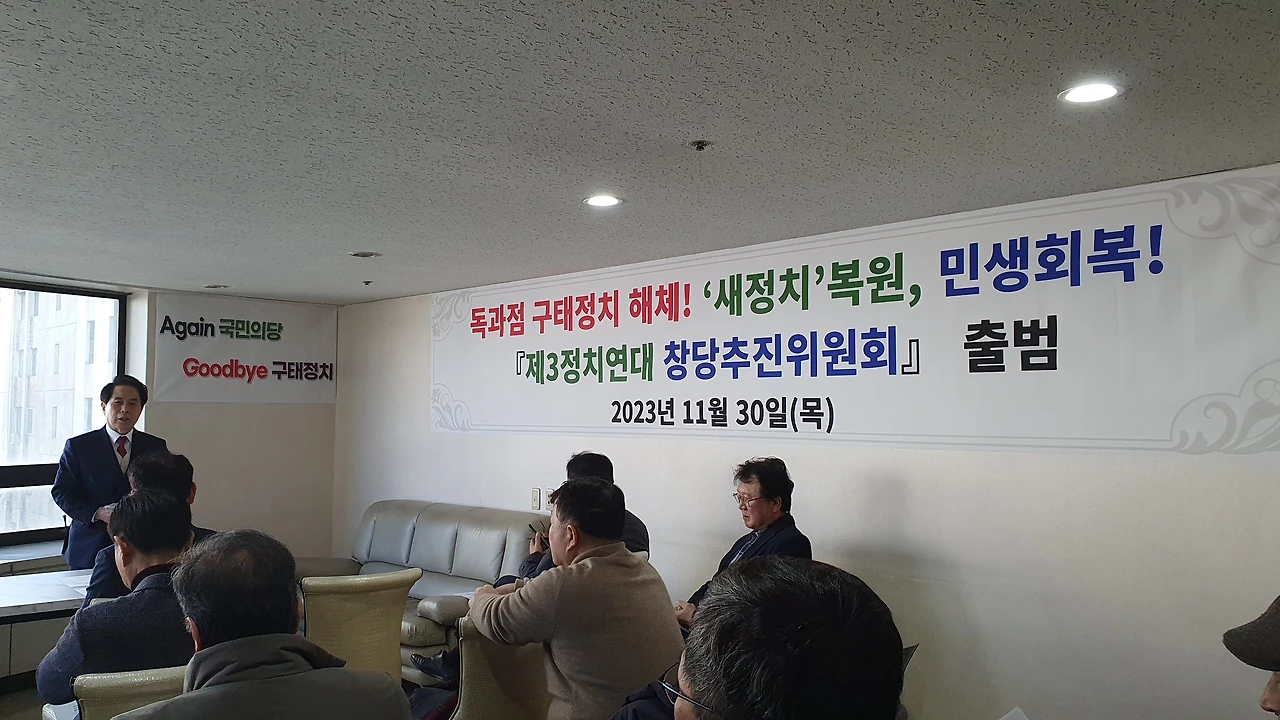 Again 국민의당
Goodbye 구태정치
독과점 구태정치 해체! ‘새정치’복원, 민생회복!
『제3정치연대 창당추진위원회』 출범
2023년 11월 30일(목)